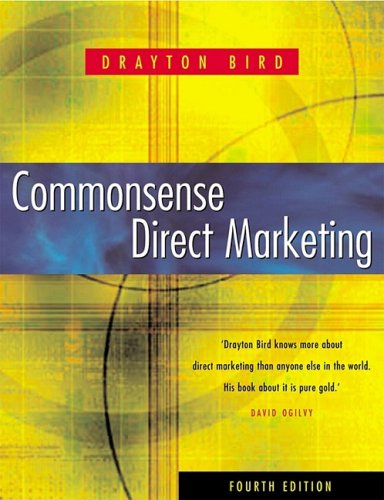 DRAYTON BIRD
Commonsense
Direct Marketing
'Drayton Bird knows more about
direct marketing than anyone else in the world.
His book about it is pure gold.'
DAVID OGILVY
FOURTH EDITION